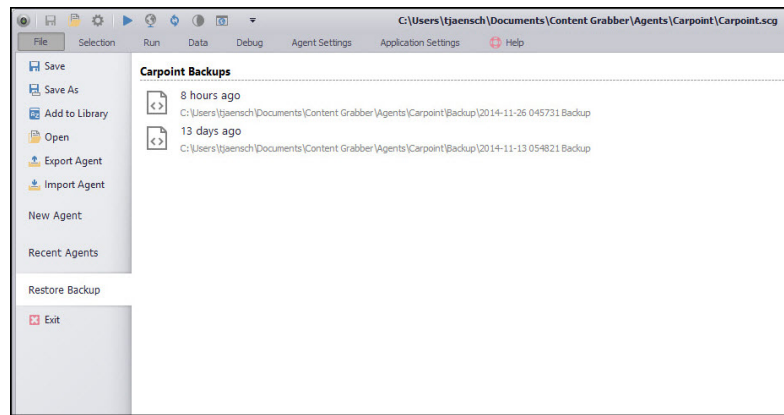 C:\Users\tjaensch\Documents\Content Grabber\Agents\Carpoint\Carpoint.scg
File Selection Run Data Debug Agent Settings Application Settings Help
Save
Save As
Add to Library
Open
Export Agent
Import Agent
New Agent
Recent Agents
Restore Backup
Exit
Carpoint Backups
8 hours ago
C:\Users\tjaensch\Documents\Content Grabber\Agents\Carpoint\Backup\2014-11-26 045731 Backup
13 days ago
C:\Users\tjaensch\Documents\Content Grabber\Agents\Carpoint\Backup\2014-11-13 054821 Backup